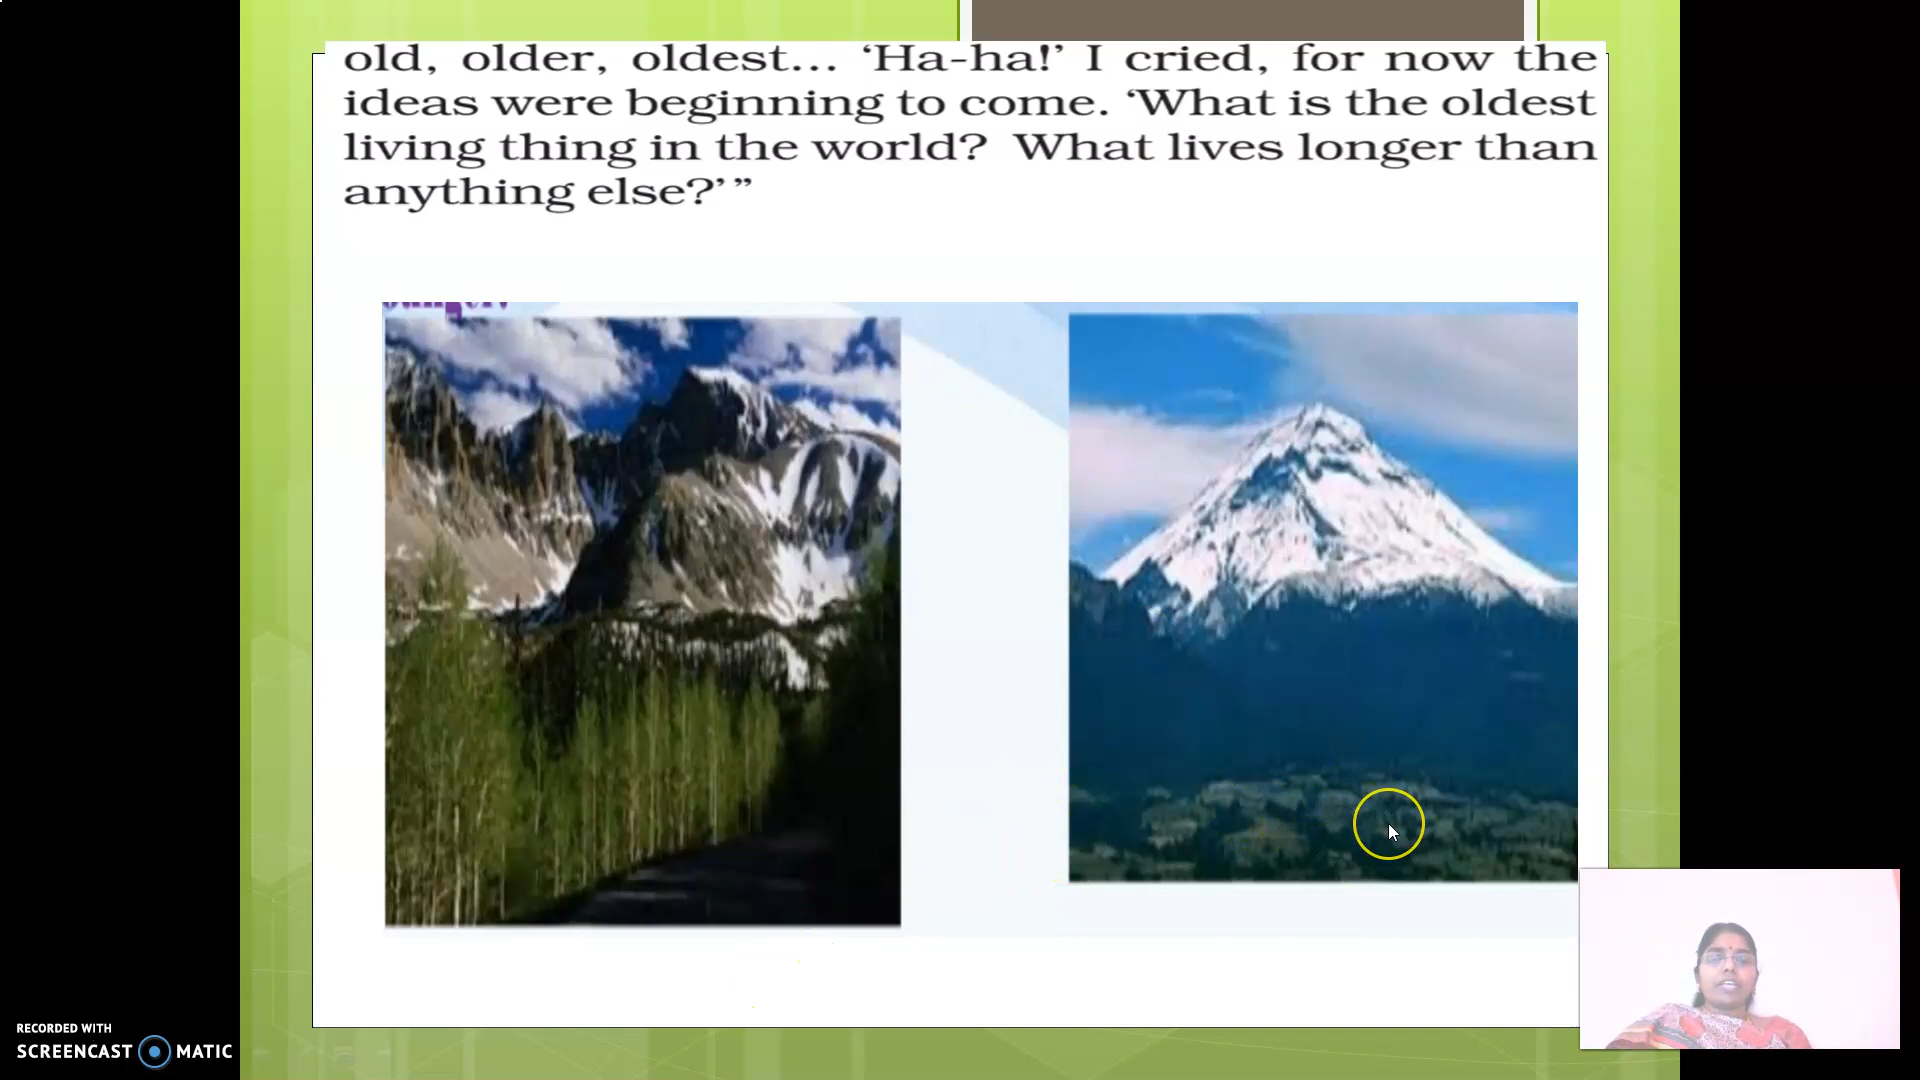 old, older, oldest... ‘Ha-ha!’ I cried, for now the
ideas were beginning to come. ‘What is the oldest
living thing in the world? What lives longer than
anything else?’ ”
RECORDED WITH
SCREENCAST MATIC